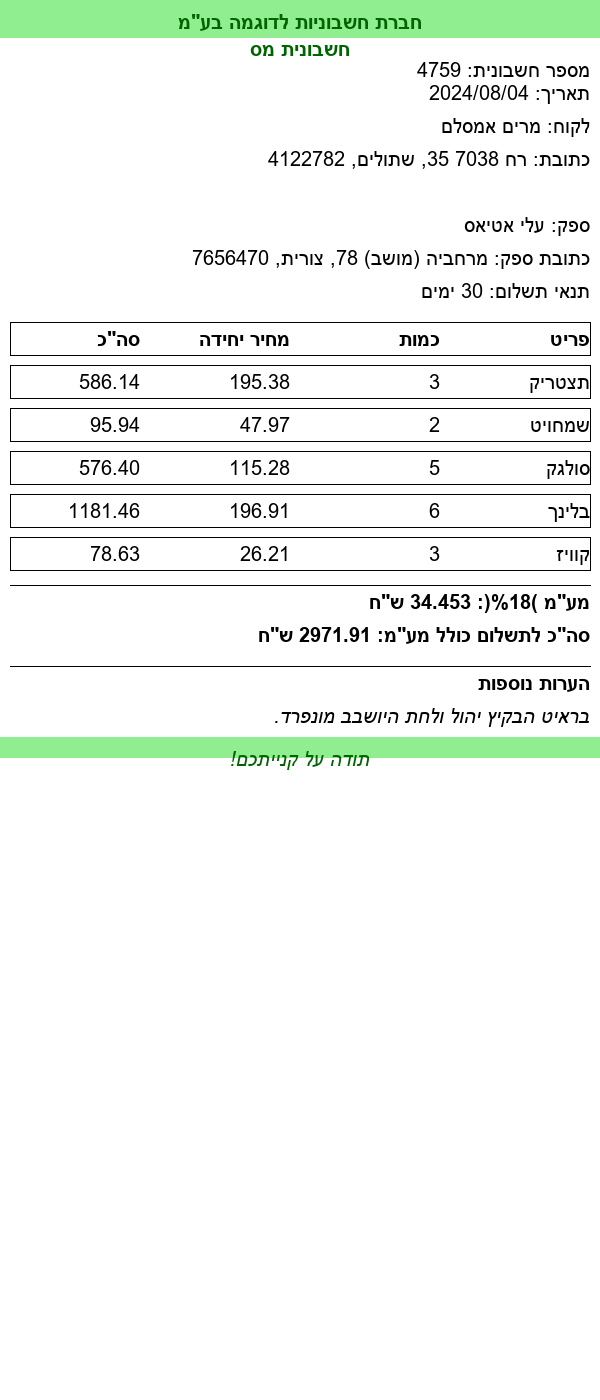 חברת חשבוניות לדוגמה בע"מ
חשבונית מס
מספר חשבונית: 4759
תאריך: 2024/08/04
לקוח: מרים אמסלם
כתובת: רח 7038 35, שתולים, 4122782
ספק: עלי אטיאס
כתובת ספק: מרחביה (מושב) 78, צורית, 7656470
תנאי תשלום: 30 ימים
פריט כמות מחיר יחידה סה"כ
תצטריק 3 195.38 586.14
שמחויט 2 47.97 95.94
סולגק 5 115.28 576.40
בלינך 6 196.91 1181.46
קוויז 3 26.21 78.63
מע"מ )18%(: 34.453 ש"ח
סה"כ לתשלום כולל מע"מ: 2971.91 ש"ח
הערות נוספות
בראיט הבקיץ יהול ולחת היושבב מונפרד.
תודה על קנייתכם!